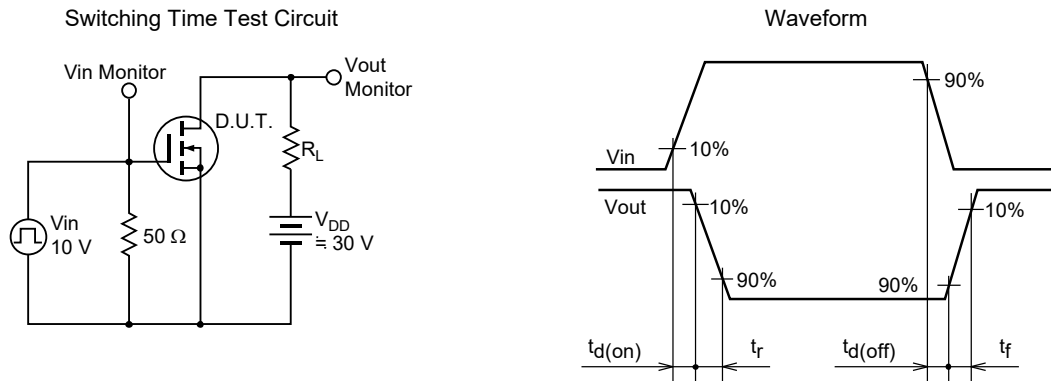 Switching Time Test Circuit
Vin Monitor
Vout
Monitor
D.U.T.
RL
Vin
10 V
50 Ω
VDD
≒ 30 V
Waveform
90%
10%
Vin
Vout
10%
10%
90%
90%
td(on)
tr
td(off)
tf